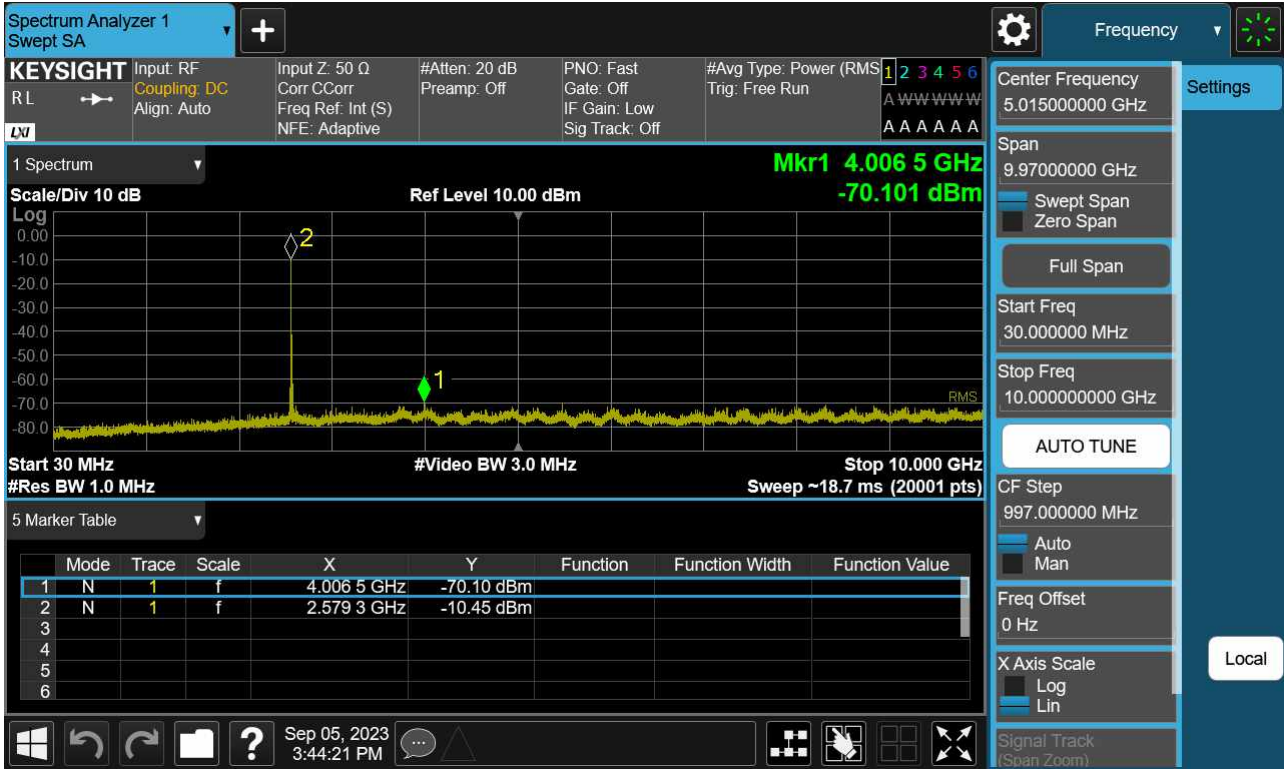 Spectrum Analyzer 1
Swept SA
Frequency
KEYSIGHT
R L
LXI
Input: RF
Coupling: DC
Align: Auto
Input Z: 50 Ω
Corr CCorr
Freq Ref: Int (S)
NFE: Adaptive
#Atten: 20 dB
Preamp: Off
PNO: Fast
Gate: Off
IF Gain: Low
Sig Track: Off
#Avg Type: Power (RMS
Trig: Free Run
1 2 3 4 5 6
A W W W W W
A A A A A A
1 Spectrum
Mkr1 4.006 5 GHz
Scale/Div 10 dB
Ref Level 10.00 dBm
-70.101 dBm
Log
0.00
-10.0
-20.0
-30.0
-40.0
-50.0
-60.0
-70.0
-80.0
2
1
RMS
Start 30 MHz
#Video BW 3.0 MHz
Stop 10.000 GHz
#Res BW 1.0 MHz
Sweep ~18.7 ms (20001 pts)
5 Marker Table
Mode Trace Scale X Y Function Function Width Function Value
1 N 1 f 4.006 5 GHz -70.10 dBm
2 N 1 f 2.579 3 GHz -10.45 dBm
3
4
5
6
Sep 05, 2023
3:44:21 PM
Center Frequency
5.015000000 GHz
Span
9.97000000 GHz
Swept Span
Zero Span
Full Span
Start Freq
30.000000 MHz
Stop Freq
10.000000000 GHz
AUTO TUNE
CF Step
997.000000 MHz
Auto
Man
Freq Offset
0 Hz
X Axis Scale
Log
Lin
Signal Track
(Span Zoom)
Settings
Local